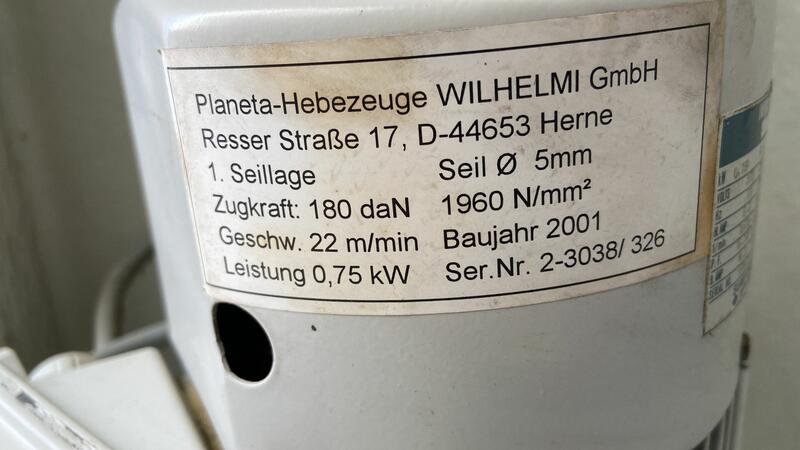 Planeta-Hebezeuge WILHELMI GmbH
Resser Straße 17, D-44653 Herne
1. Seillage Seil Ø 5mm
Zugkraft: 180 daN 1960 N/mm²
Geschw. 22 m/min Baujahr 2001
Leistung 0,75 kW Ser.Nr. 2-3038/ 326